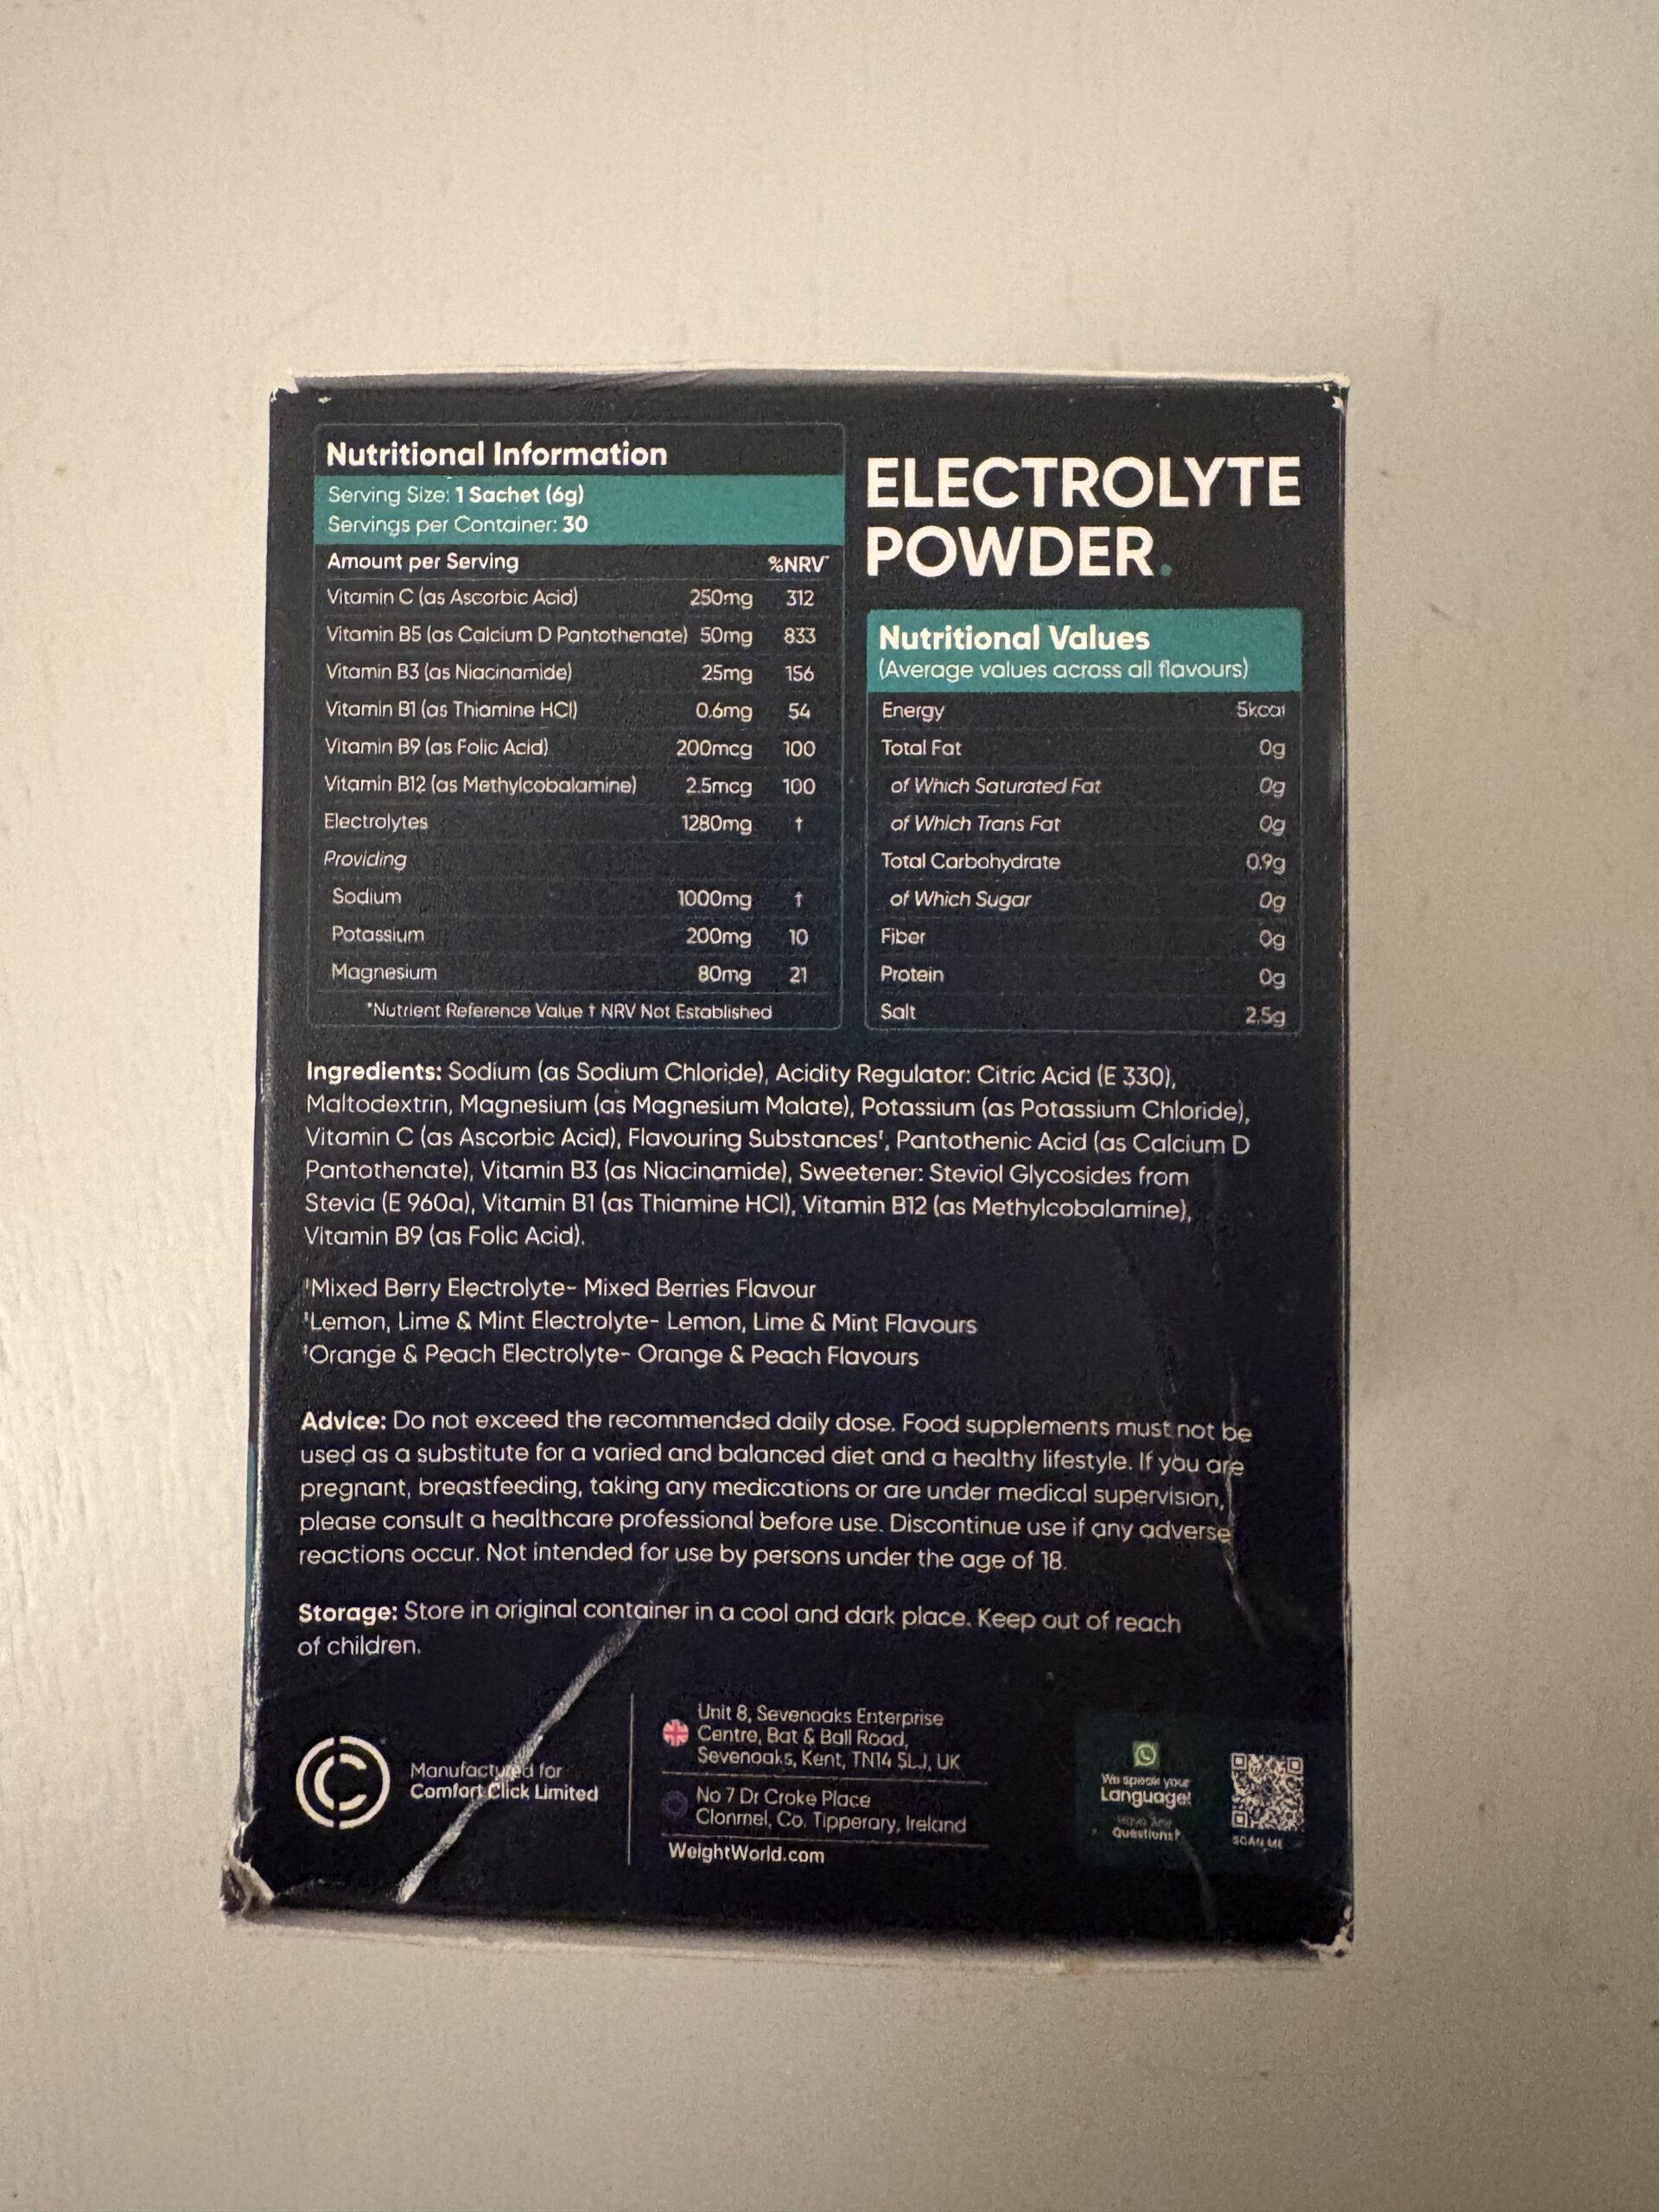 Nutritional Information
Serving Size: 1 Sachet (6g)
Servings per Container: 30
Amount per Serving %NRV*
Vitamin C (as Ascorbic Acid) 250mg 312
Vitamin B5 (as Calcium D Pantothenate) 50mg 833
Vitamin B3 (as Niacinamide) 25mg 156
Vitamin B1 (as Thiamine HCl) 0.6mg 54
Vitamin B9 (as Folic Acid) 200mcg 100
Vitamin B12 (as Methylcobalamine) 2.5mcg 100
Electrolytes 1280mg †
Providing
Sodium 1000mg †
Potassium 200mg 10
Magnesium 80mg 21
*Nutrient Reference Value † NRV Not Established
ELECTROLYTE
POWDER.
Nutritional Values
(Average values across all flavours)
Energy 5kcal
Total Fat 0g
of Which Saturated Fat 0g
of Which Trans Fat 0g
Total Carbohydrate 0.9g
of Which Sugar 0g
Fiber 0g
Protein 0g
Salt 2.5g
Ingredients: Sodium (as Sodium Chloride), Acidity Regulator: Citric Acid (E 330),
Maltodextrin, Magnesium (as Magnesium Malate), Potassium (as Potassium Chloride),
Vitamin C (as Ascorbic Acid), Flavouring Substances¹, Pantothenic Acid (as Calcium D
Pantothenate), Vitamin B3 (as Niacinamide), Sweetener: Steviol Glycosides from
Stevia (E 960a), Vitamin B1 (as Thiamine HCl), Vitamin B12 (as Methylcobalamine),
Vitamin B9 (as Folic Acid).
¹Mixed Berry Electrolyte- Mixed Berries Flavour
¹Lemon, Lime & Mint Electrolyte- Lemon, Lime & Mint Flavours
¹Orange & Peach Electrolyte- Orange & Peach Flavours
Advice: Do not exceed the recommended daily dose. Food supplements must not be
used as a substitute for a varied and balanced diet and a healthy lifestyle. If you are
pregnant, breastfeeding, taking any medications or are under medical supervision,
please consult a healthcare professional before use. Discontinue use if any adverse
reactions occur. Not intended for use by persons under the age of 18.
Storage: Store in original container in a cool and dark place. Keep out of reach
of children.
Manufactured for
Comfort Click Limited
Unit 8, Sevenoaks Enterprise
Centre, Bat & Ball Road,
Sevenoaks, Kent, TN14 5LJ, UK
No 7 Dr Croke Place
Clonmel, Co. Tipperary, Ireland
WeightWorld.com
We speak your
Language!
Have Any
Questions?
SCAN ME